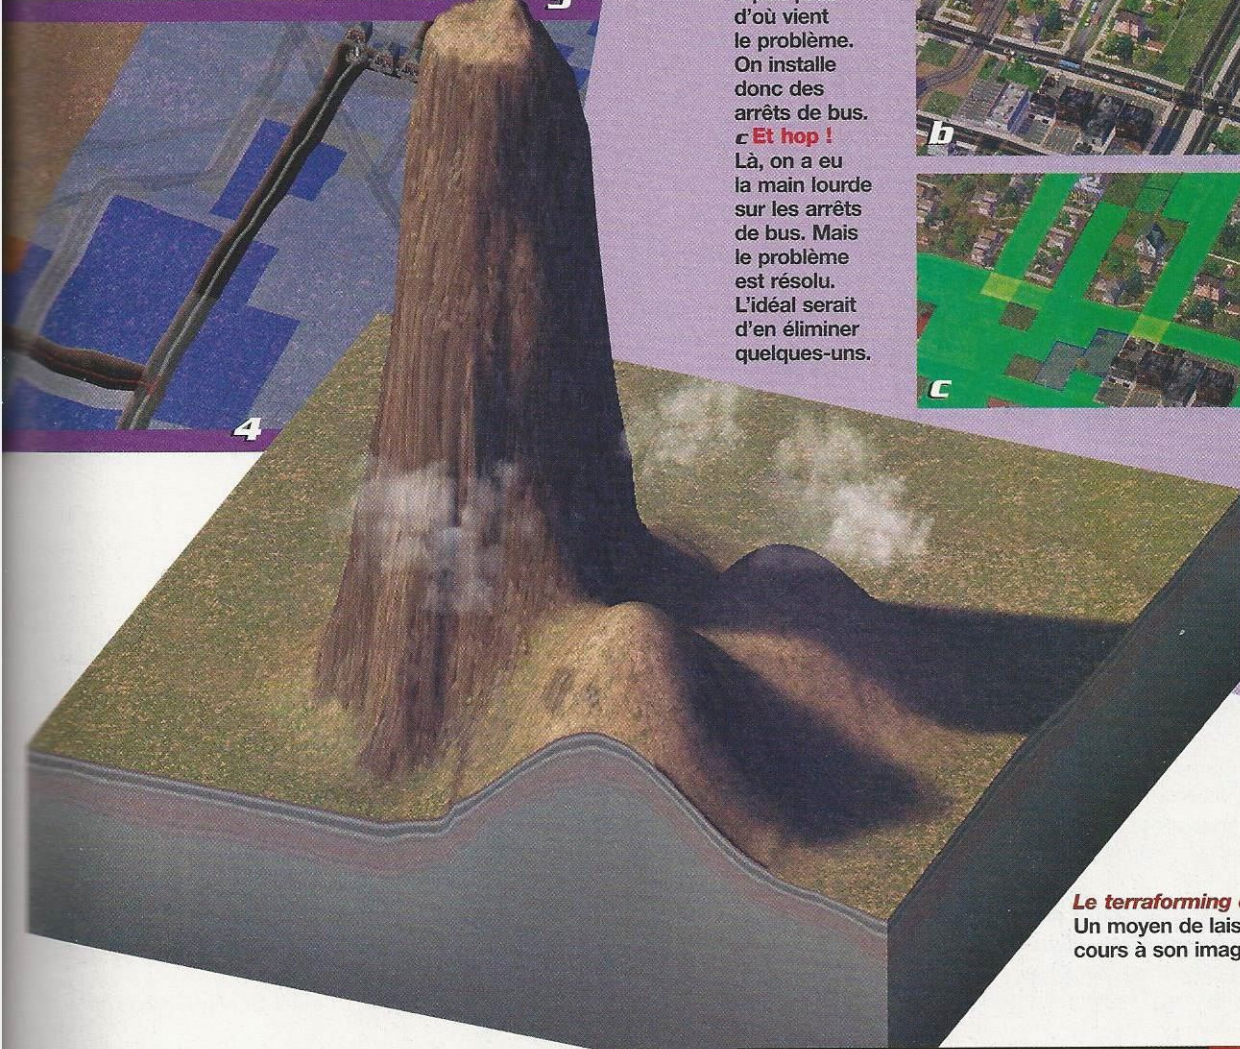 d'où vient
le problème.
On installe
donc des
arrêts de bus.
c Et hop !
Là, on a eu
la main lourde
sur les arrêts
de bus. Mais
le problème
est résolu.
L'idéal serait
d'en éliminer
quelques-uns.
b
c
4
Le terraforming
Un moyen de lais
cours à son imag